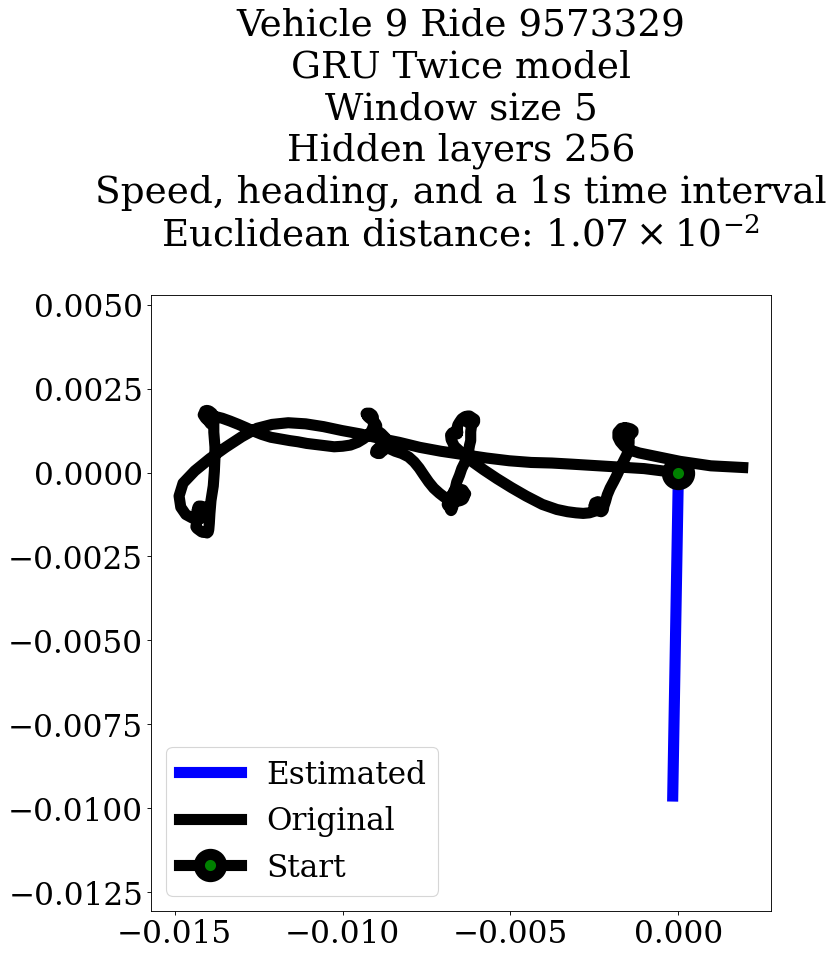 Vehicle 9 Ride 9573329
GRU Twice model
Window size 5
Hidden layers 256
Speed, heading, and a 1s time interval
Euclidean distance: 1.07 × 10⁻²
0.0050
0.0025
0.0000
−0.0025
−0.0050
−0.0075
−0.0100
−0.0125
Estimated
Original
Start
−0.015
−0.010
−0.005
0.000